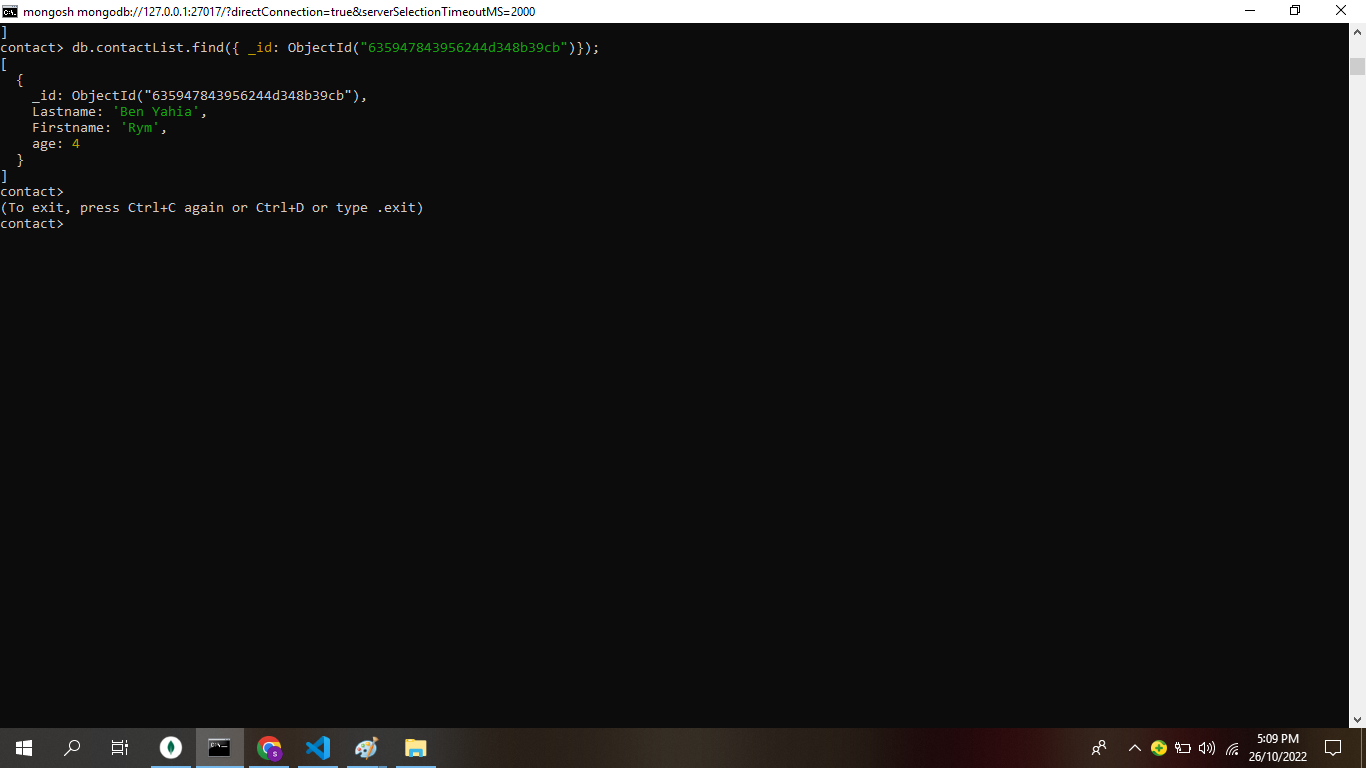 mongosh mongodb://127.0.0.1:27017/?directConnection=true&serverSelectionTimeoutMS=2000
]
contact> db.contactList.find({ _id: ObjectId("635947843956244d348b39cb")});
[
  {
    _id: ObjectId("635947843956244d348b39cb"),
    Lastname: 'Ben Yahia',
    Firstname: 'Rym',
    age: 4
  }
]
contact>
(To exit, press Ctrl+C again or Ctrl+D or type .exit)
contact>
5:09 PM
26/10/2022